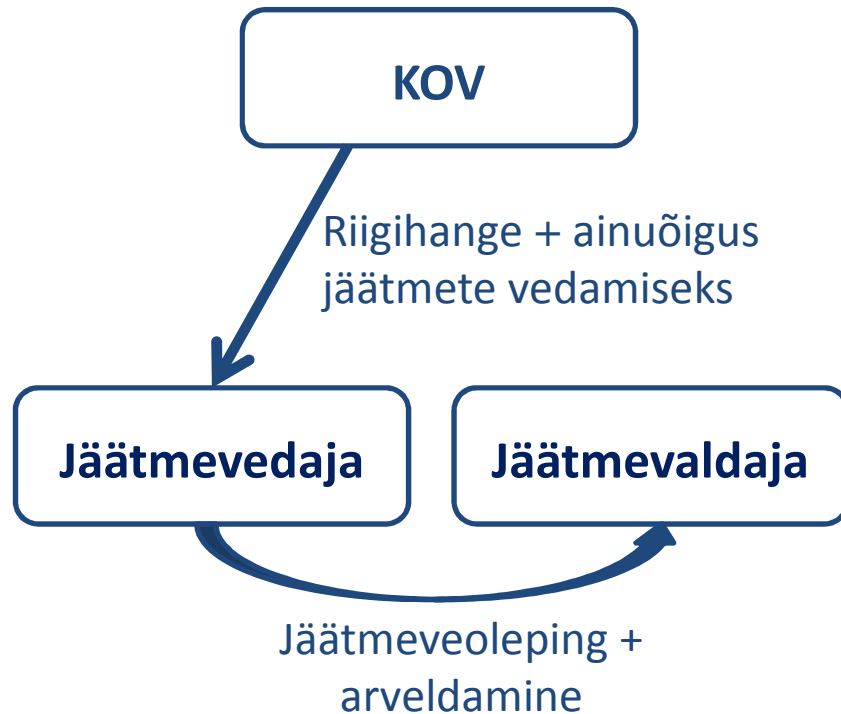 KOV
Riigihange + ainuõigus
jäätmete vedamiseks
Jäätmevedaja
Jäätmevaldaja
Jäätmeveoleping +
arveldamine